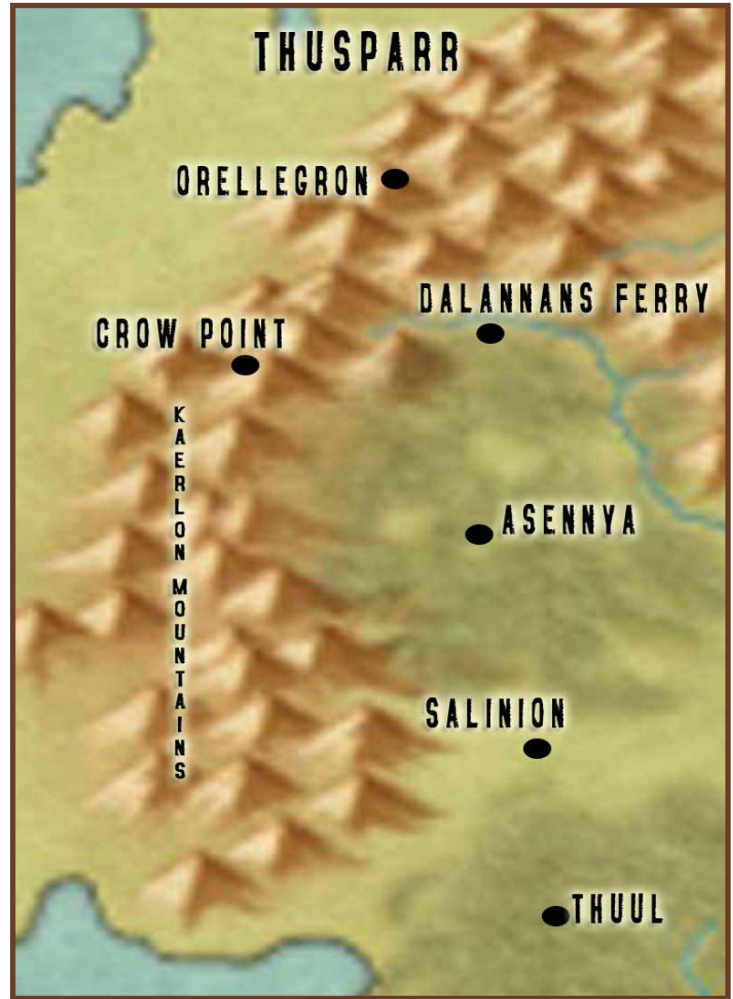 THUSPARR
ORELLEGRON
DALANNANS FERRY
CROW POINT
KAERLON MOUNTAINS
ASENNYA
SALINION
THUUL